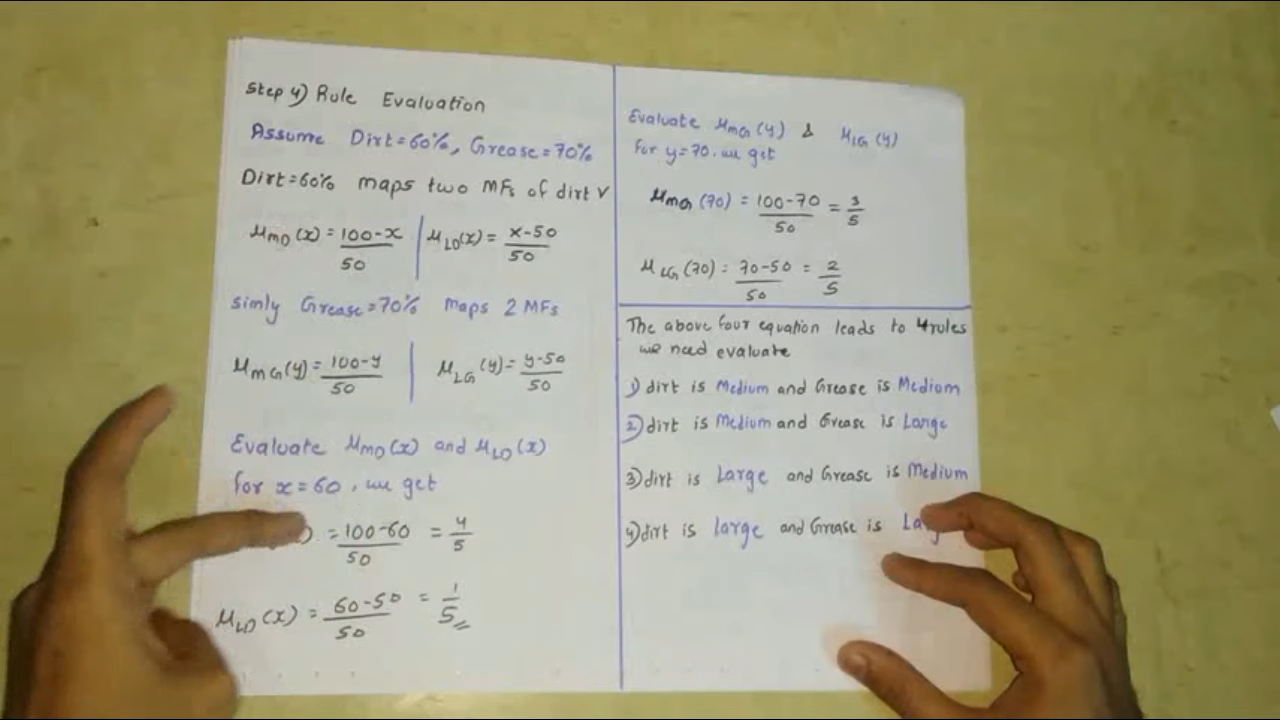 Step 4) Rule Evaluation
Assume Dirt=60%, Grease=70%
Dirt=60% maps two MFs of dirt V
μMD(x) = 100-x/50 | μLD(x) = x-50/50
simly Grease=70% maps 2 MFs
μMG(y) = 100-y/50 | μLG(y) = y-50/50
Evaluate μMD(x) and μLD(x)
for x=60, we get
= 100-60/50 = 4/5
μLD(x) = 60-50/50 = 1/5
Evaluate μMG(y) & μLG(y)
for y=70. we get
μMG(70) = 100-70/50 = 3/5
μLG(70) = 70-50/50 = 2/5
The above four equation leads to 4 rules
we need evaluate
1) dirt is Medium and Grease is Medium
2) dirt is Medium and Grease is Large
3) dirt is Large and Grease is Medium
4) dirt is large and Grease is